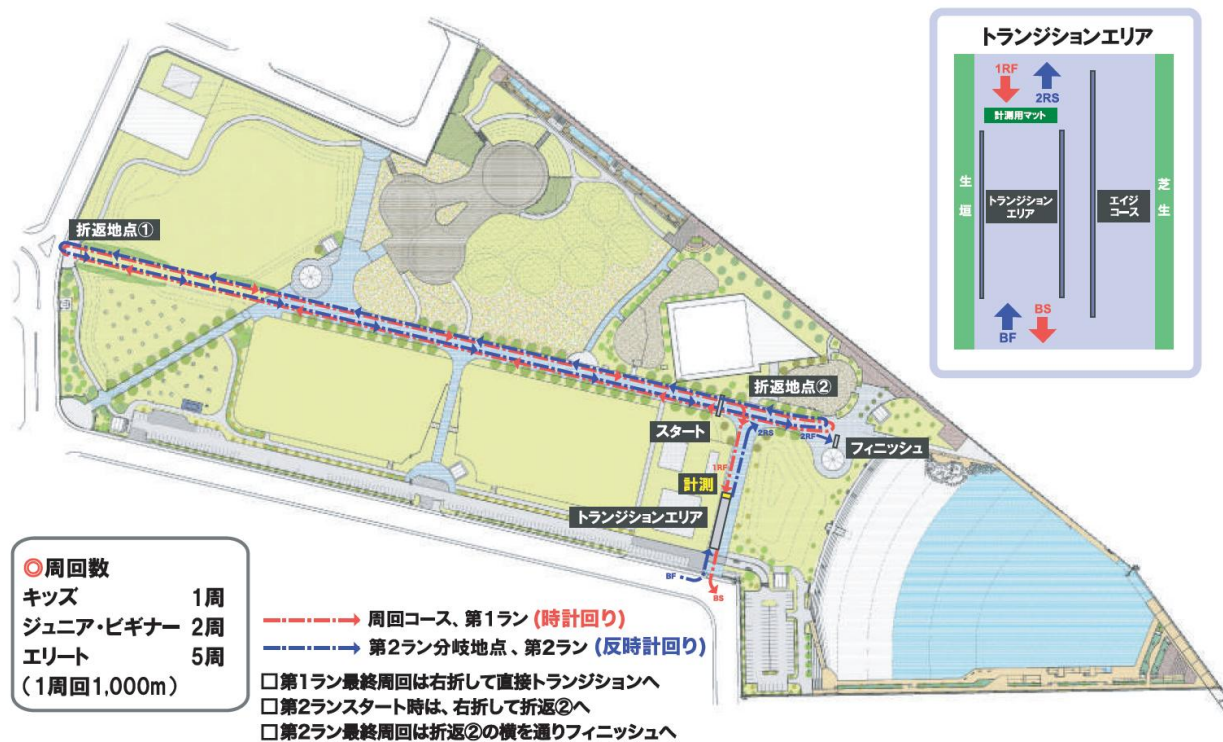 トランジションエリア
1RF
2RS
計測用マット
生垣
トランジション
エリア
エイジ
コース
芝生
BF
BS
折返地点①
折返地点②
スタート
2RS
2RF
フィニッシュ
1RF
計測
トランジションエリア
BF
BS
◎周回数
キッズ 1周
ジュニア・ビギナー 2周
エリート 5周
(1周回1,000m)
周回コース、第1ラン (時計回り)
第2ラン分岐地点、第2ラン (反時計回り)
□第1ラン最終周回は右折して直接トランジションへ
□第2ランスタート時は、右折して折返②へ
□第2ラン最終周回は折返②の横を通りフィニッシュへ